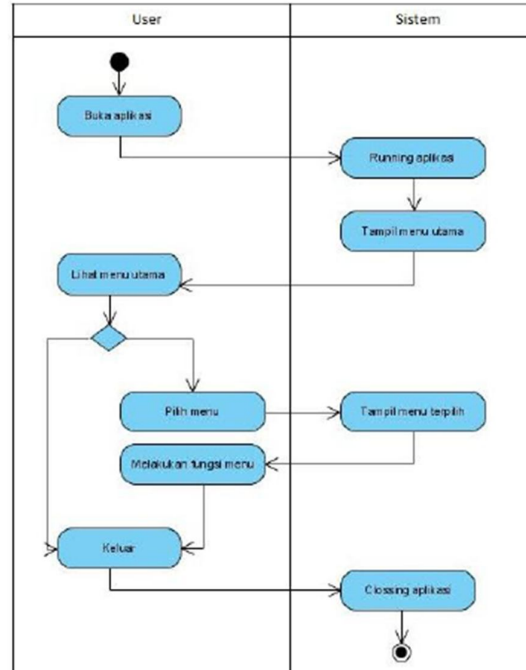 User
Sistem
Buka aplikasi
Running aplikasi
Tampil menu utama
Lihat menu utama
Pilih menu
Tampil menu terpilih
Melakukan fungsi menu
Keluar
Clossing aplikasi